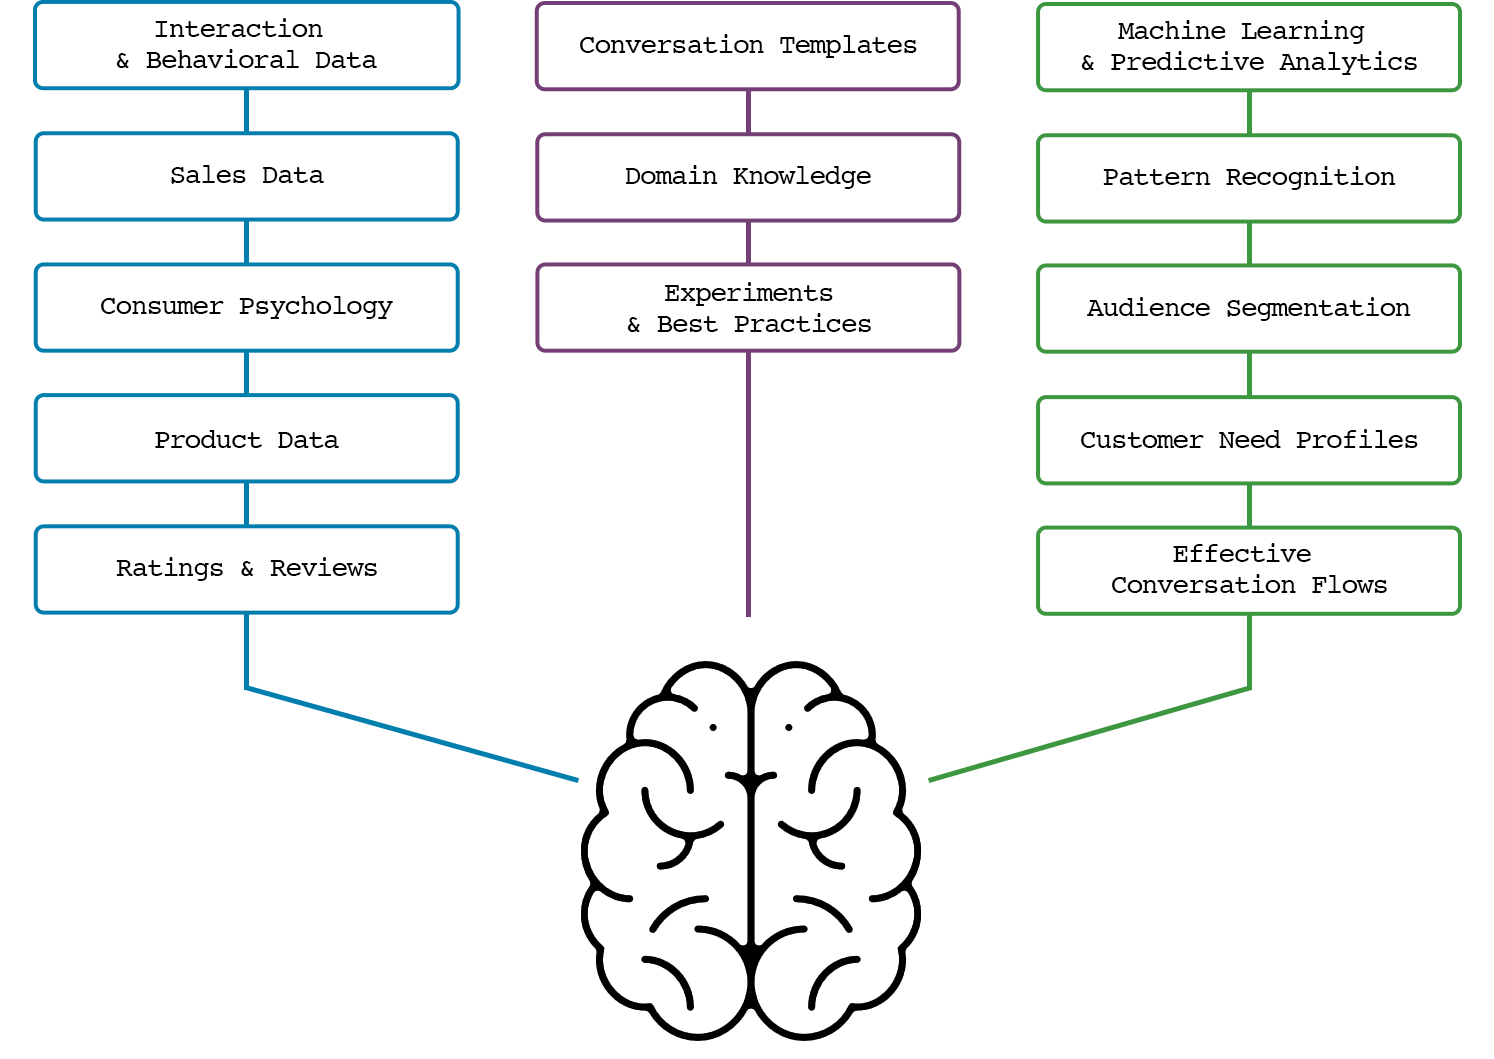 Interaction
& Behavioral Data
Sales Data
Consumer Psychology
Product Data
Ratings & Reviews
Conversation Templates
Domain Knowledge
Experiments
& Best Practices
Machine Learning
& Predictive Analytics
Pattern Recognition
Audience Segmentation
Customer Need Profiles
Effective
Conversation Flows